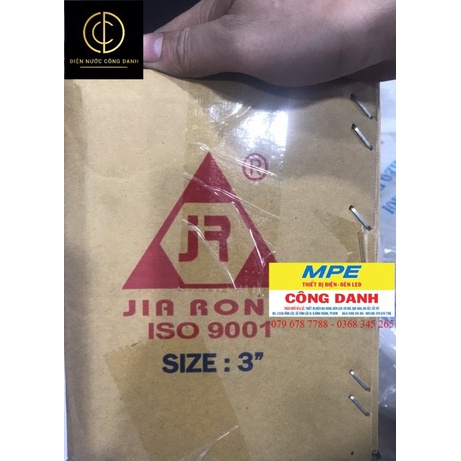 ĐIỆN NƯỚC CÔNG DANH
®
JR
JIA RON
ISO 9001
SIZE : 3"
MPE
THIẾT BỊ ĐIỆN - ĐÈN LED
CÔNG DANH
079 678 7788 - 0368 345 265